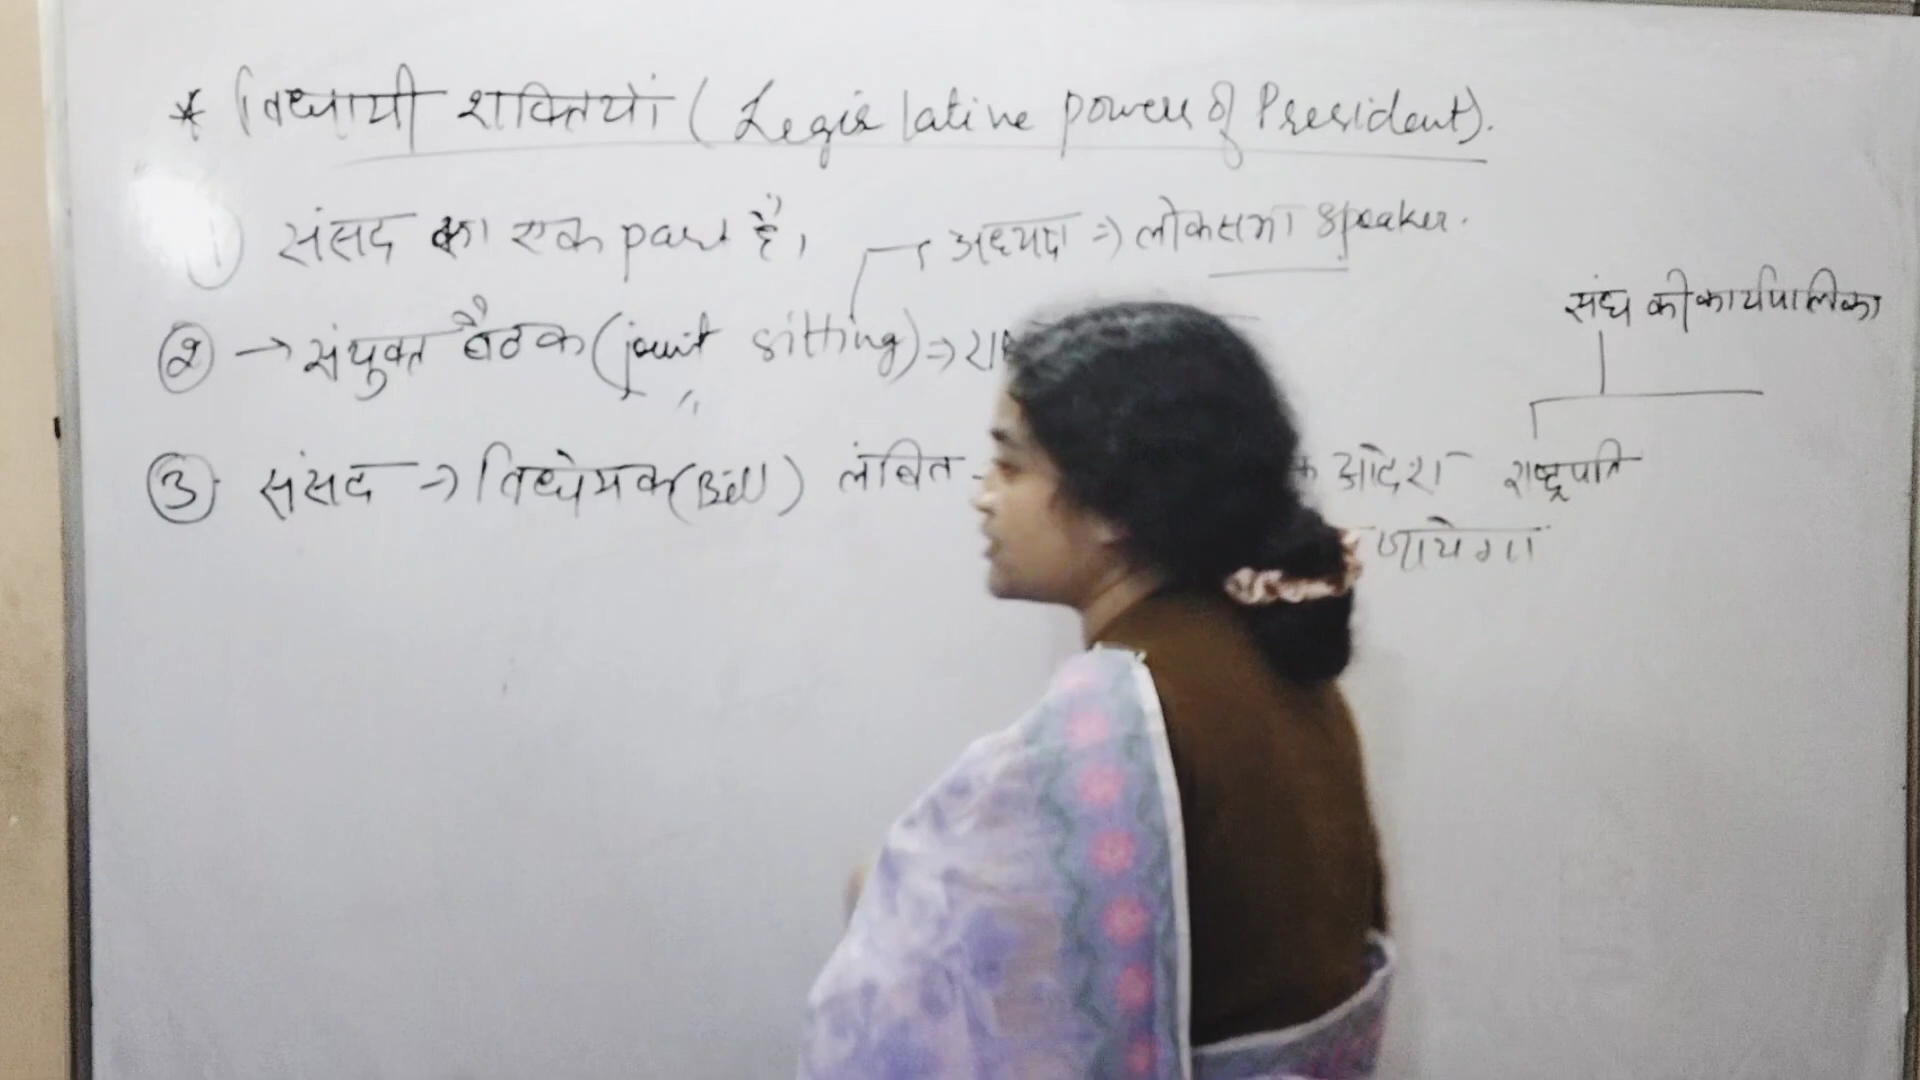 * विधायी शक्तियों (Legislative power of President).
① संसद का एक part है,
अध्यक्ष => लोकसभा speaker.
② → संयुक्त बैठक (joint sitting) =>
③ संसद → विधेयक (Bill) लंबित
आदेश
जायेगा
संघ की कार्यपालिका
राष्ट्रपति